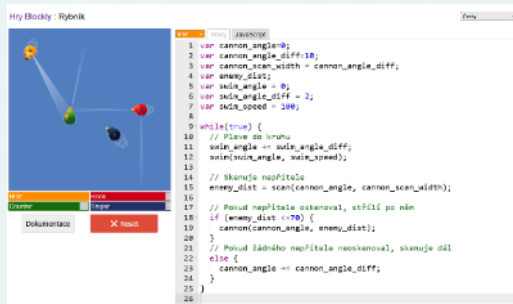 Hry Blockly : Rybník
Bloky JavaScript
1 var cannon_angle=0;
2 var cannon_angle_diff=10;
3 var cannon_scan_width = cannon_angle_diff;
4 var enemy_dist;
5 var swim_angle = 0;
6 var swim_angle_diff = 2;
7 var swim_speed = 100;
8
9 while(true) {
10 // Plave do kruhu
11 swim_angle += swim_angle_diff;
12 swim(swim_angle, swim_speed);
13
14 // Skenuje nepřítele
15 enemy_dist = scan(cannon_angle, cannon_scan_width);
16
17 // Pokud nepřítele oskenoval, střílí po něm
18 if (enemy_dist <=70) {
19 cannon(cannon_angle, enemy_dist);
20 }
21 // Pokud žádného nepřítele neoskenoval, skenuje dál
22 else {
23 cannon_angle += cannon_angle_diff;
24 }
25 }
26
Hráč Rook
Counter Sniper
Dokumentace ✕ Reset